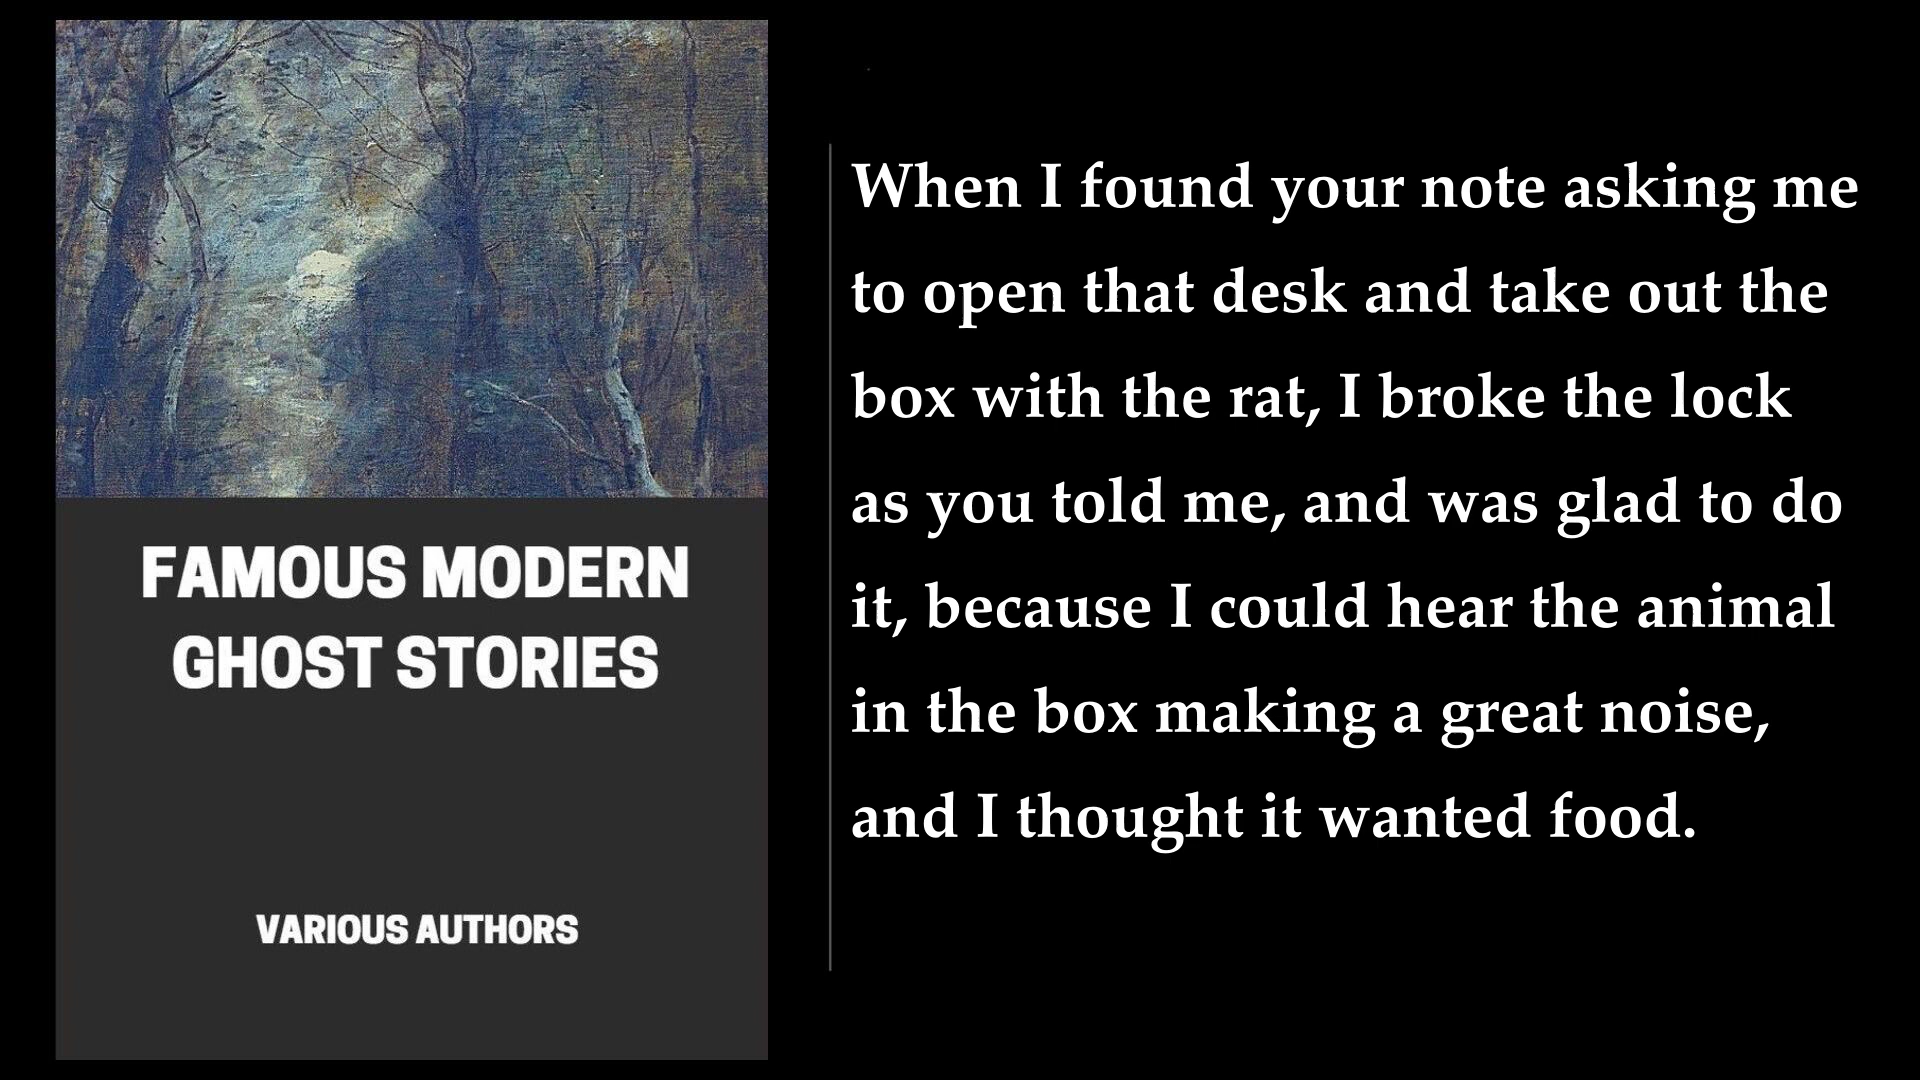 FAMOUS MODERN
GHOST STORIES
VARIOUS AUTHORS
When I found your note asking me
to open that desk and take out the
box with the rat, I broke the lock
as you told me, and was glad to do
it, because I could hear the animal
in the box making a great noise,
and I thought it wanted food.